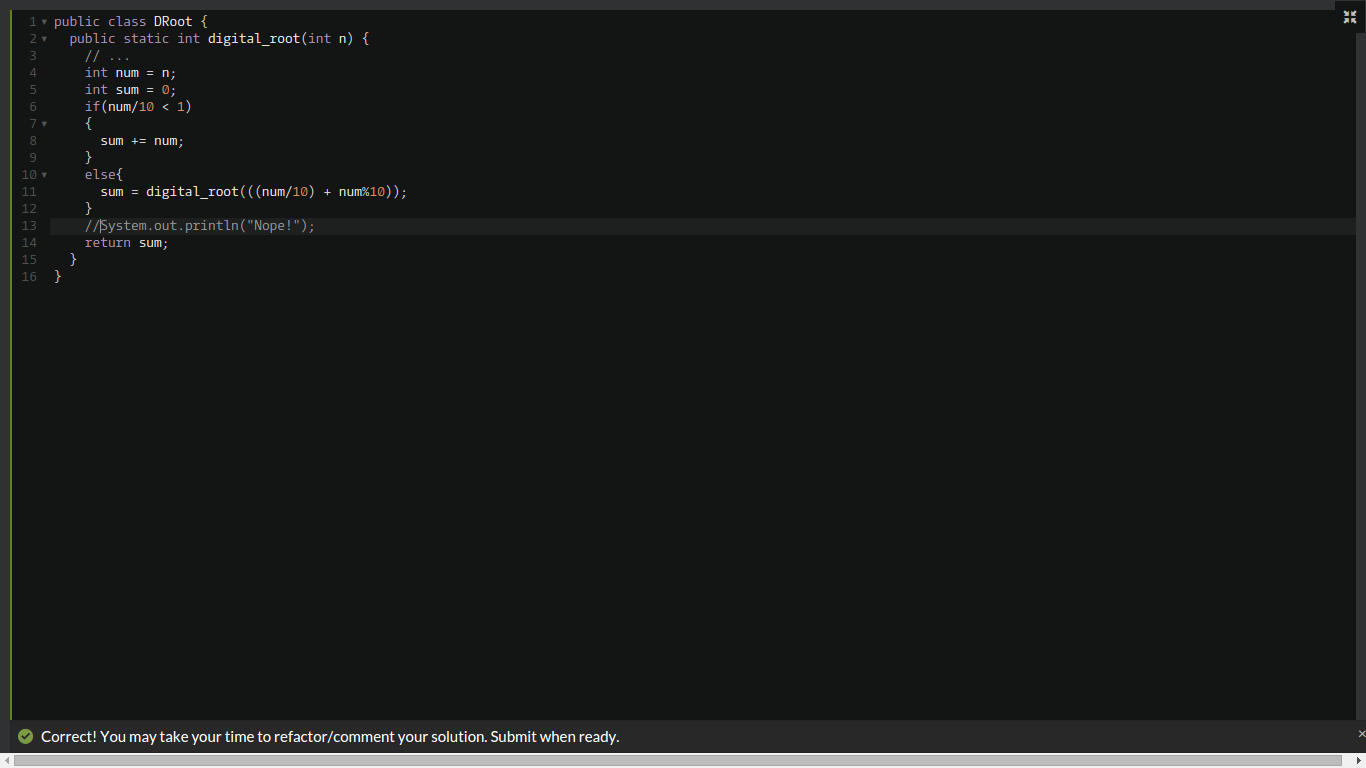 1 public class DRoot {
2 public static int digital_root(int n) {
3 // ...
4 int num = n;
5 int sum = 0;
6 if(num/10 < 1)
7 {
8 sum += num;
9 }
10 else{
11 sum = digital_root(((num/10) + num%10));
12 }
13 //System.out.println("Nope!");
14 return sum;
15 }
16 }
Correct! You may take your time to refactor/comment your solution. Submit when ready.